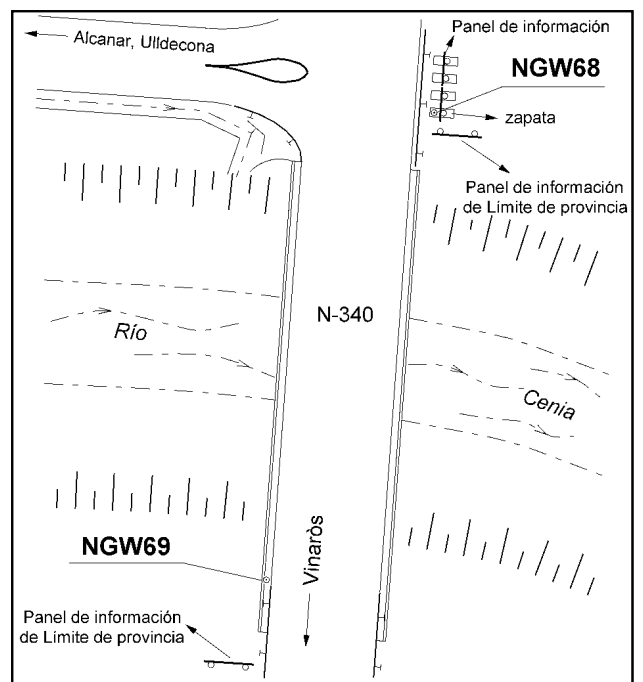 Panel de información
Alcanar, Ulldecona
NGW68
zapata
Panel de información
de Límite de provincia
N-340
Río
Cenia
Vinaròs
NGW69
Panel de información
de Límite de provincia